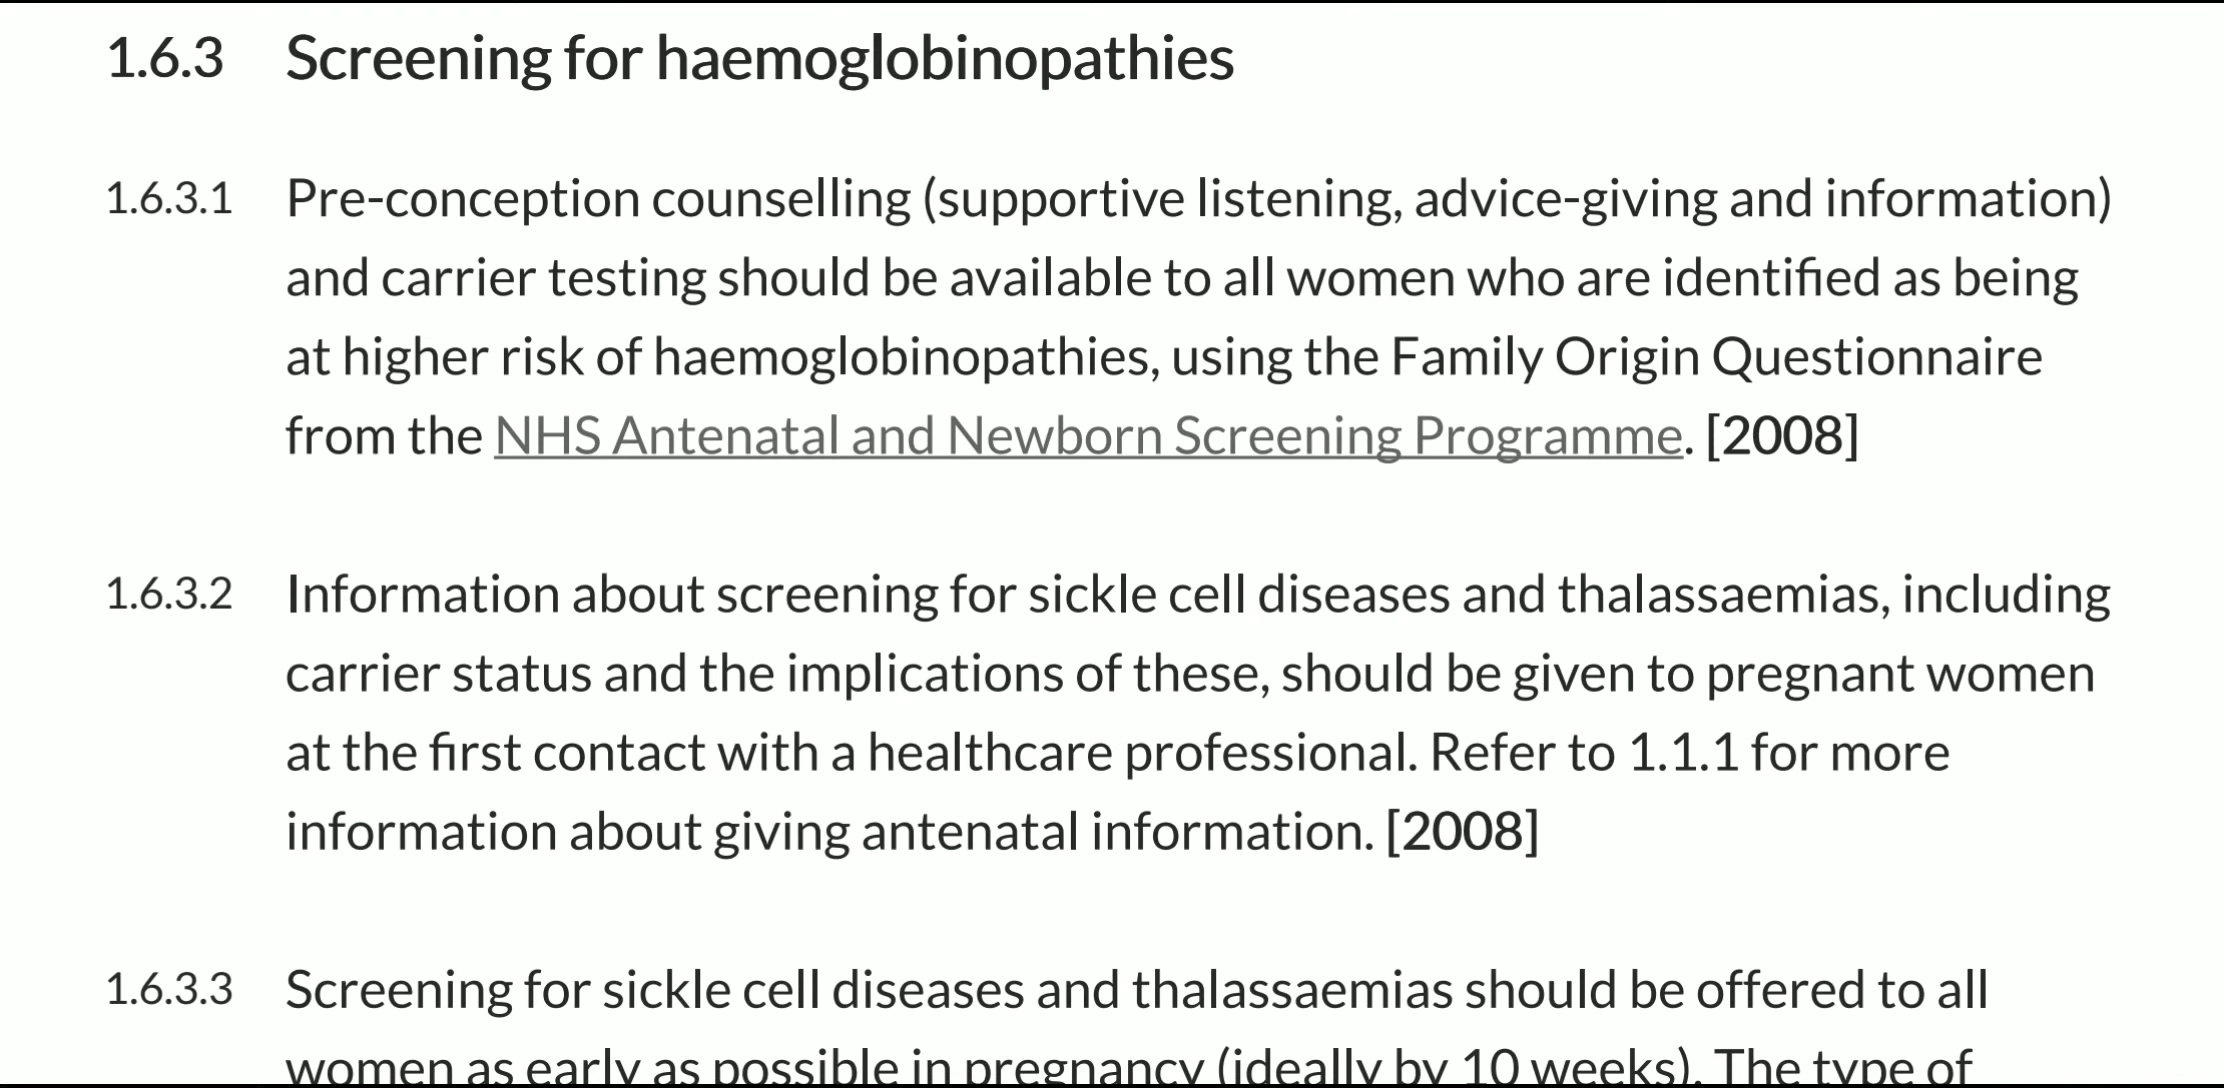 1.6.3 Screening for haemoglobinopathies
1.6.3.1 Pre-conception counselling (supportive listening, advice-giving and information)
and carrier testing should be available to all women who are identified as being
at higher risk of haemoglobinopathies, using the Family Origin Questionnaire
from the NHS Antenatal and Newborn Screening Programme. [2008]
1.6.3.2 Information about screening for sickle cell diseases and thalassaemias, including
carrier status and the implications of these, should be given to pregnant women
at the first contact with a healthcare professional. Refer to 1.1.1 for more
information about giving antenatal information. [2008]
1.6.3.3 Screening for sickle cell diseases and thalassaemias should be offered to all
women as early as possible in pregnancy (ideally by 10 weeks). The type of